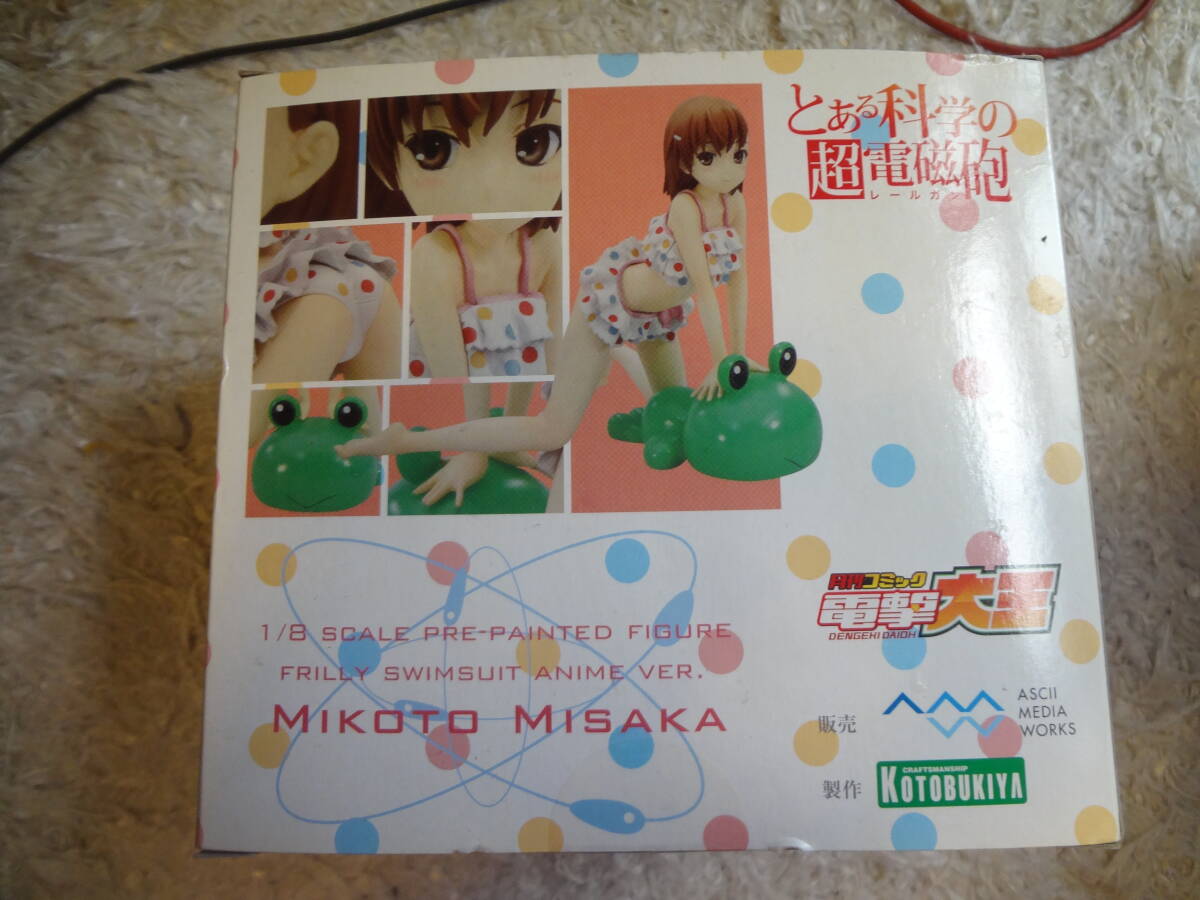 とある科学の
超電磁砲
レールガン
月刊コミック
電撃大王
DENGEKI DAIOH
1/8 SCALE PRE-PAINTED FIGURE
FRILLY SWIMSUIT ANIME VER.
MIKOTO MISAKA
販売
ASCII
MEDIA
WORKS
製作
CRAFTSMANSHIP
KOTOBUKIYA